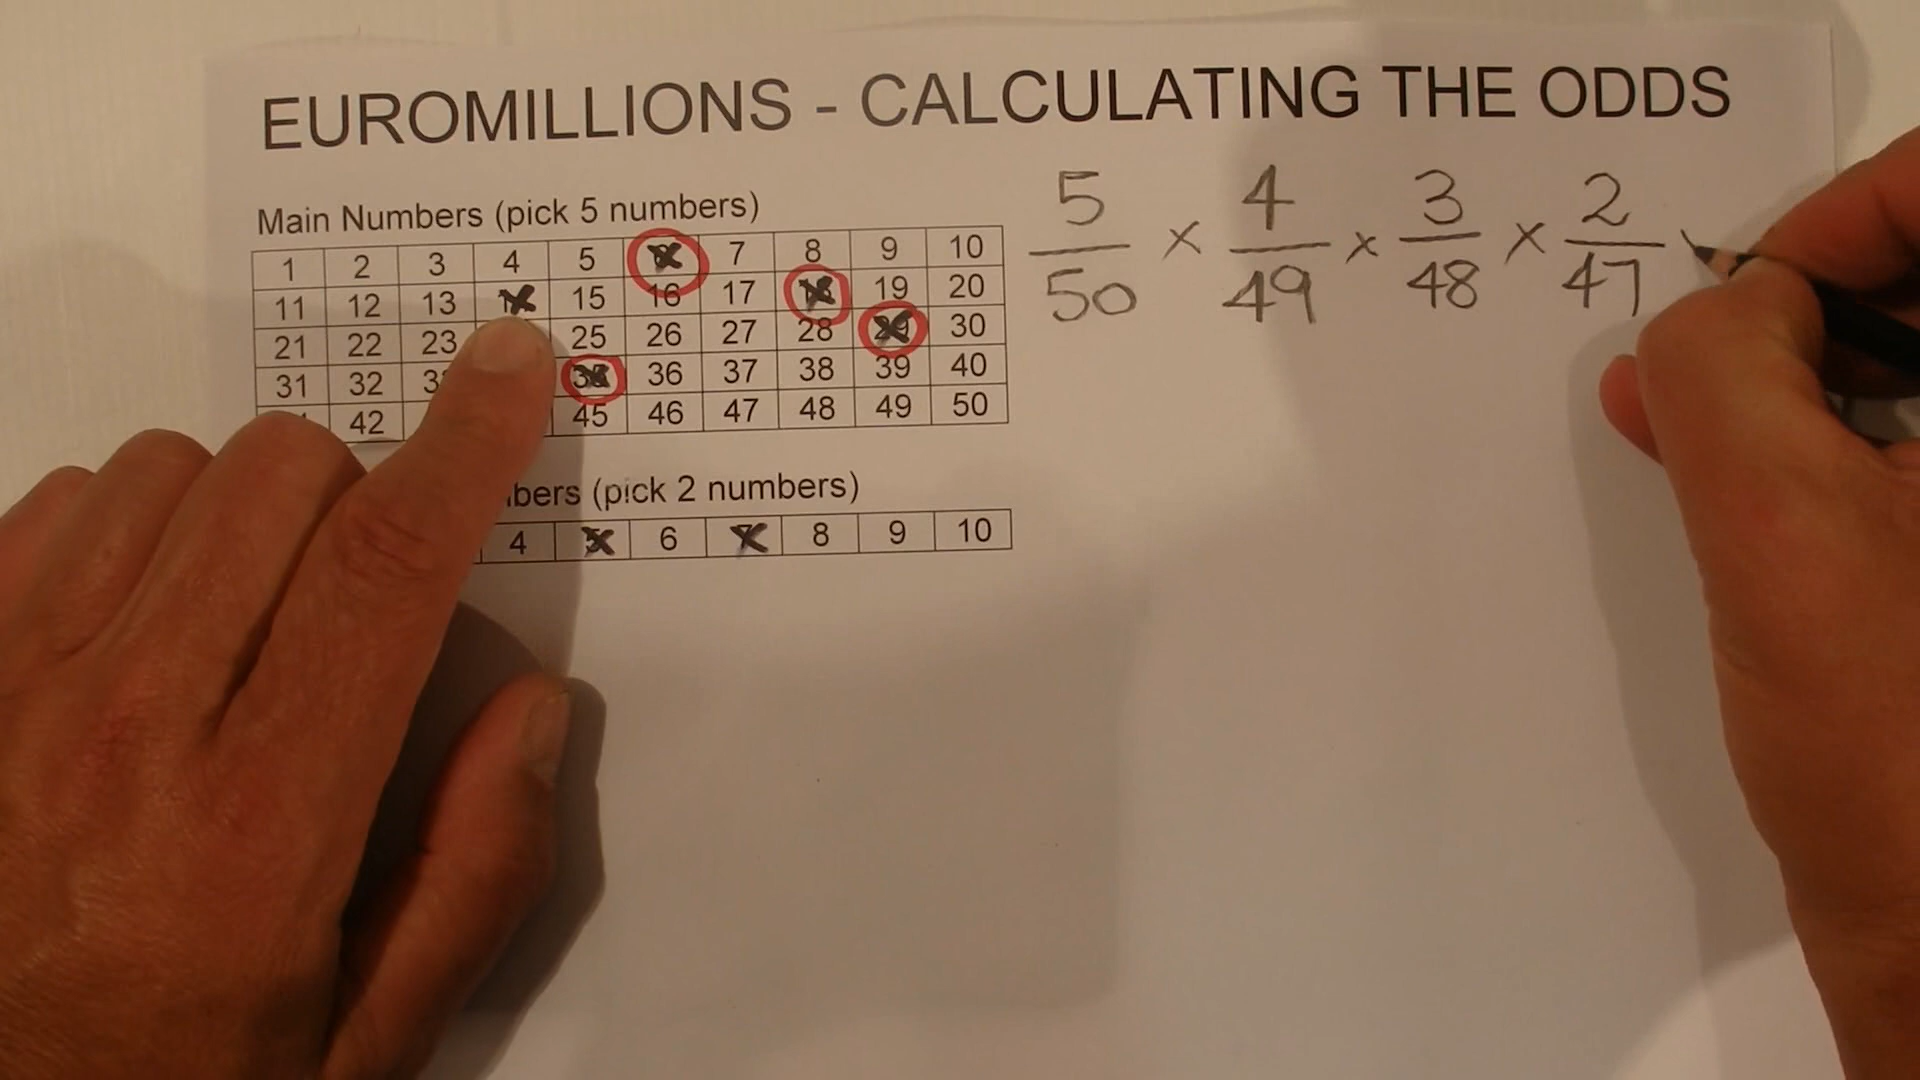 EUROMILLIONS - CALCULATING THE ODDS
Main Numbers (pick 5 numbers)
1 2 3 4 5 7 8 9 10
11 12 13 15 16 17 19 20
21 22 23 25 26 27 28 30
31 32 36 37 38 39 40
42 45 46 47 48 49 50
(pick 2 numbers)
4 6 8 9 10
5 × 4 × 3 × 2
50 49 48 47